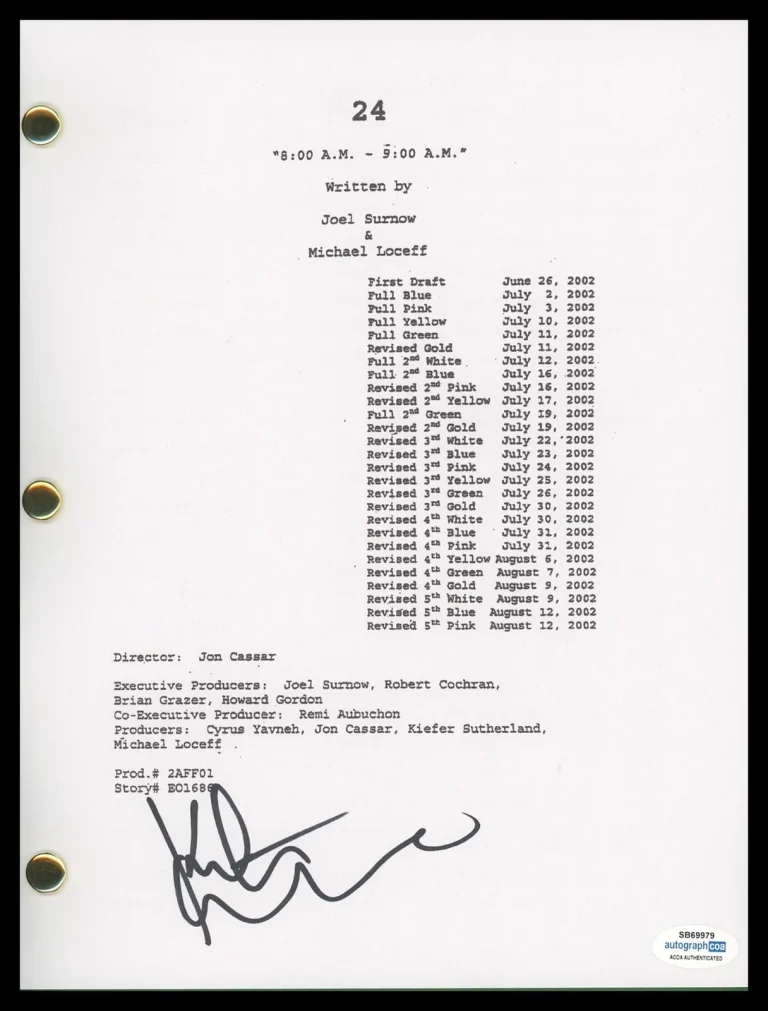 24
"8:00 A.M. - 9:00 A.M."
Written by
Joel Surnow
&
Michael Loceff
First Draft June 26, 2002
Full Blue July 2, 2002
Full Pink July 3, 2002
Full Yellow July 10, 2002
Full Green July 11, 2002
Revised Gold July 11, 2002
Full 2nd White July 12, 2002
Full 2nd Blue July 16, 2002
Revised 2nd Pink July 16, 2002
Revised 2nd Yellow July 17, 2002
Full 2nd Green July 19, 2002
Revised 2nd Gold July 19, 2002
Revised 3rd White July 22, 2002
Revised 3rd Blue July 23, 2002
Revised 3rd Pink July 24, 2002
Revised 3rd Yellow July 25, 2002
Revised 3rd Green July 26, 2002
Revised 3rd Gold July 30, 2002
Revised 4th White July 30, 2002
Revised 4th Blue July 31, 2002
Revised 4th Pink July 31, 2002
Revised 4th Yellow August 6, 2002
Revised 4th Green August 7, 2002
Revised 4th Gold August 9, 2002
Revised 5th White August 9, 2002
Revised 5th Blue August 12, 2002
Revised 5th Pink August 12, 2002
Director: Jon Cassar
Executive Producers: Joel Surnow, Robert Cochran,
Brian Grazer, Howard Gordon
Co-Executive Producer: Remi Aubuchon
Producers: Cyrus Yavneh, Jon Cassar, Kiefer Sutherland,
Michael Loceff
Prod.# 2AFF01
Story#
SB69979
autograph coa
ACOA AUTHENTICATED